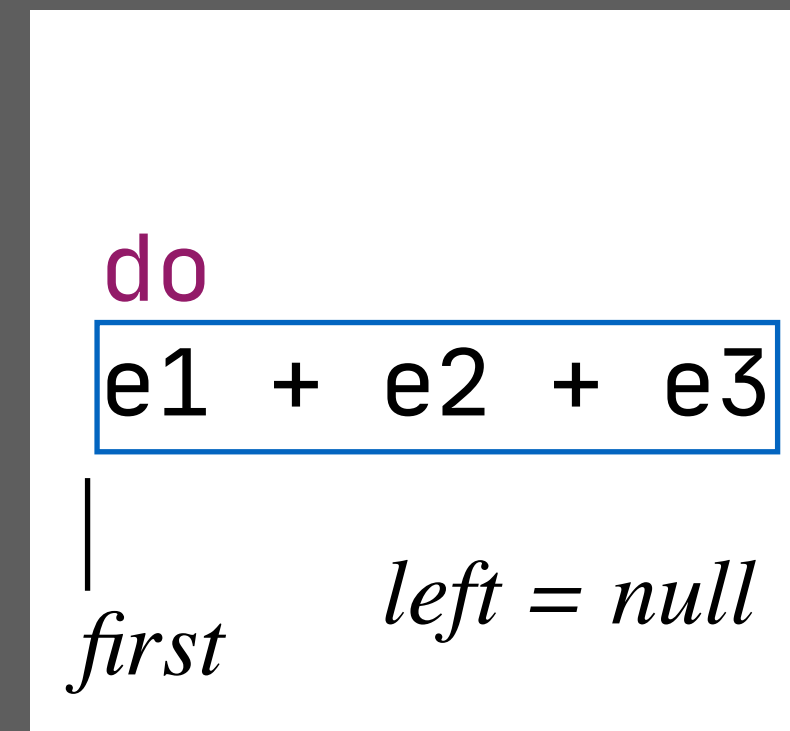 do
e1 + e2 + e3
left = null
first